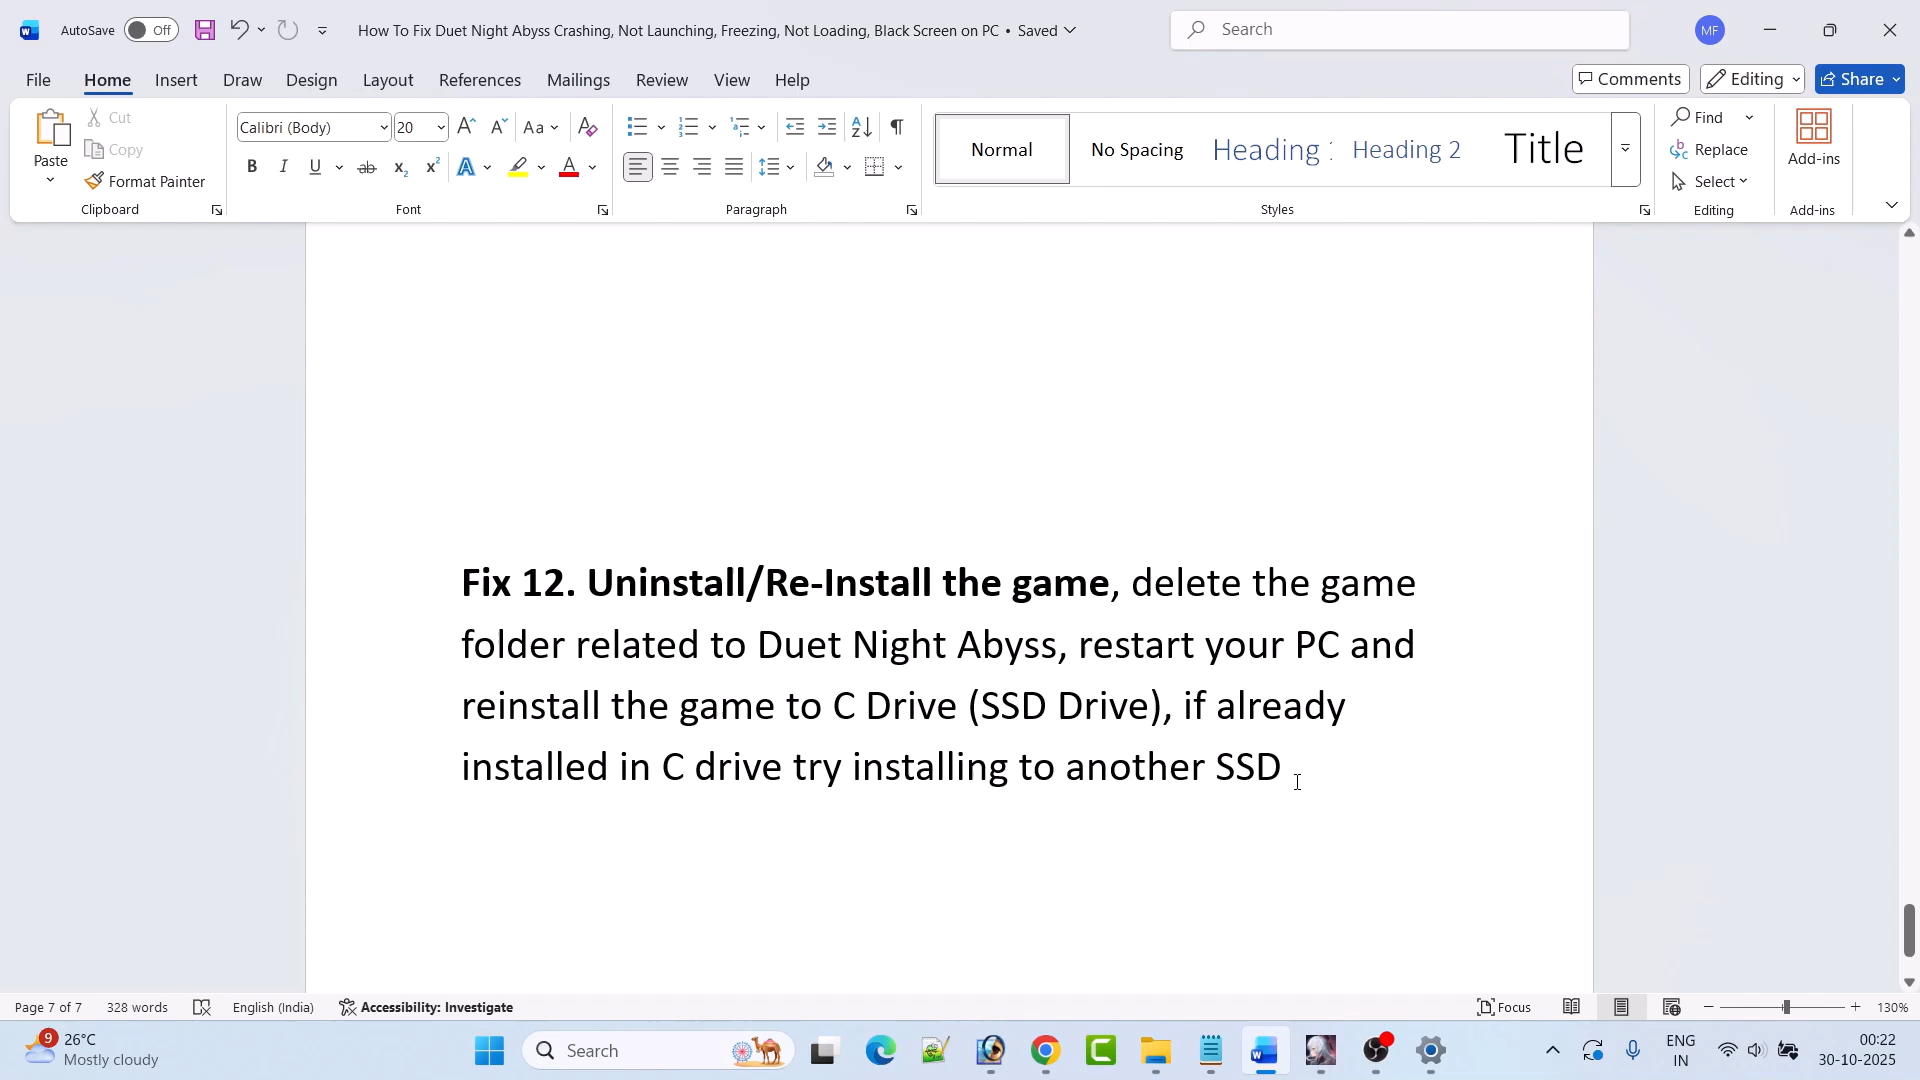 AutoSave Off How To Fix Duet Night Abyss Crashing, Not Launching, Freezing, Not Loading, Black Screen on PC • Saved Search MF
File Home Insert Draw Design Layout References Mailings Review View Help Comments Editing Share
Paste Cut Copy Format Painter
Clipboard
Calibri (Body) 20
Font
Paragraph
Normal No Spacing Heading 1 Heading 2 Title
Styles
Find
Replace
Select
Editing
Add-ins
Add-ins
Fix 12. Uninstall/Re-Install the game, delete the game
folder related to Duet Night Abyss, restart your PC and
reinstall the game to C Drive (SSD Drive), if already
installed in C drive try installing to another SSD
Page 7 of 7 328 words English (India) Accessibility: Investigate Focus 130%
9 26°C
Mostly cloudy
Search
ENG
IN
00:22
30-10-2025